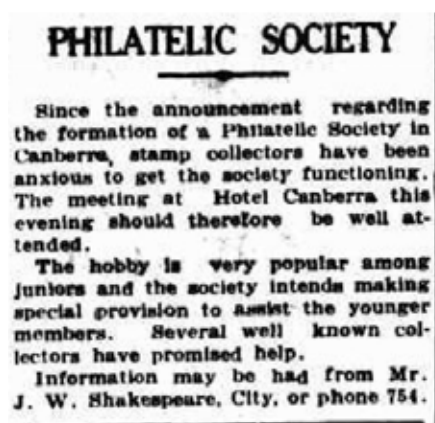 PHILATELIC SOCIETY
Since the announcement regarding
the formation of a Philatelic Society in
Canberra, stamp collectors have been
anxious to get the society functioning.
The meeting at Hotel Canberra this
evening should therefore be well at-
tended.
The hobby is very popular among
juniors and the society intends making
special provision to assist the younger
members. Several well known col-
lectors have promised help.
Information may be had from Mr.
J. W. Shakespeare, City, or phone 754.